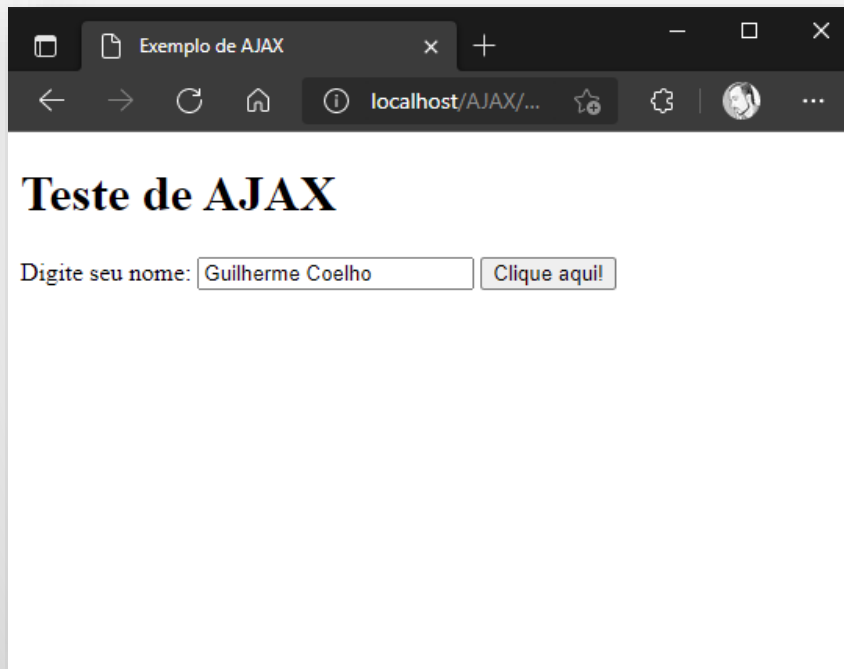 Exemplo de AJAX
localhost/AJAX/...
Teste de AJAX
Digite seu nome: Guilherme Coelho Clique aqui!